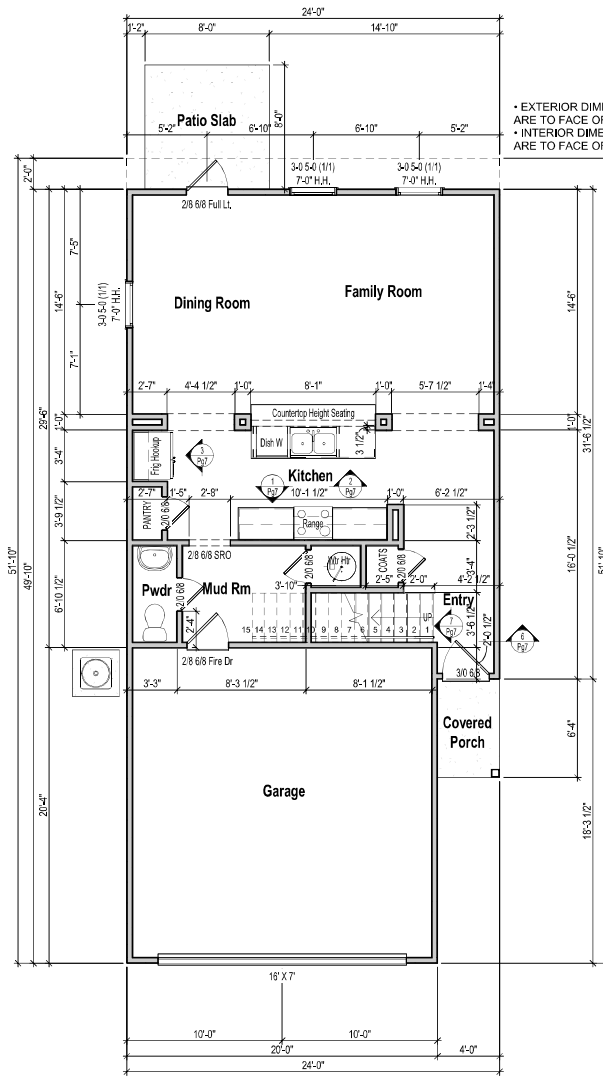 24'-0"
1'-2"
8'-0"
14'-10"
Patio Slab
8'-0"
5'-2"
6'-10"
6'-10"
5'-2"
• EXTERIOR DIM
ARE TO FACE OF
• INTERIOR DIME
ARE TO FACE OF
2'-0"
3-0 5-0 (1/1)
7'-0" H.H.
3-0 5-0 (1/1)
7'-0" H.H.
2/8 6/8 Full Lt.
7'-5"
14'-6"
3-0 5-0 (1/1)
7'-0" H.H.
Dining Room
Family Room
14'-6"
7'-1"
2'-7"
4'-4 1/2"
1'-0"
8'-1"
1'-0"
5'-7 1/2"
1'-4"
29'-6"
1'-0"
Countertop Height Seating
1'-0"
31'-6 1/2"
Dish W
3 1/2"
3'-4"
Frig Hookup
3
Pg7
Kitchen
1
Pg7
2
Pg7
2'-7"
1'-5"
2'-8"
10'-1 1/2"
1'-0"
6'-2 1/2"
3'-9 1/2"
PANTRY
2/0 6/8
Range
2'-3 1/2"
16'-0 1/2"
51'-10"
49'-10"
51'-10"
2/8 6/8 SRO
2/0 6/8
Wtr Htr
COATS
2/0 6/8
3'-4"
6'-10 1/2"
Pwdr
2/0 6/8
Mud Rm
3'-10"
2'-5"
2'-0"
4'-2 1/2"
Entry
2'-4"
3'-6 1/2"
2'-0 1/2"
UP
7
Pg7
6
Pg7
15 14 13 12 11 10 9 8 7 6 5 4 3 2 1
2/8 6/8 Fire Dr
3/0 6/8
3'-3"
8'-3 1/2"
8'-1 1/2"
Covered
Porch
6'-4"
Garage
20'-4"
18'-3 1/2"
16' X 7'
10'-0"
10'-0"
20'-0"
4'-0"
24'-0"